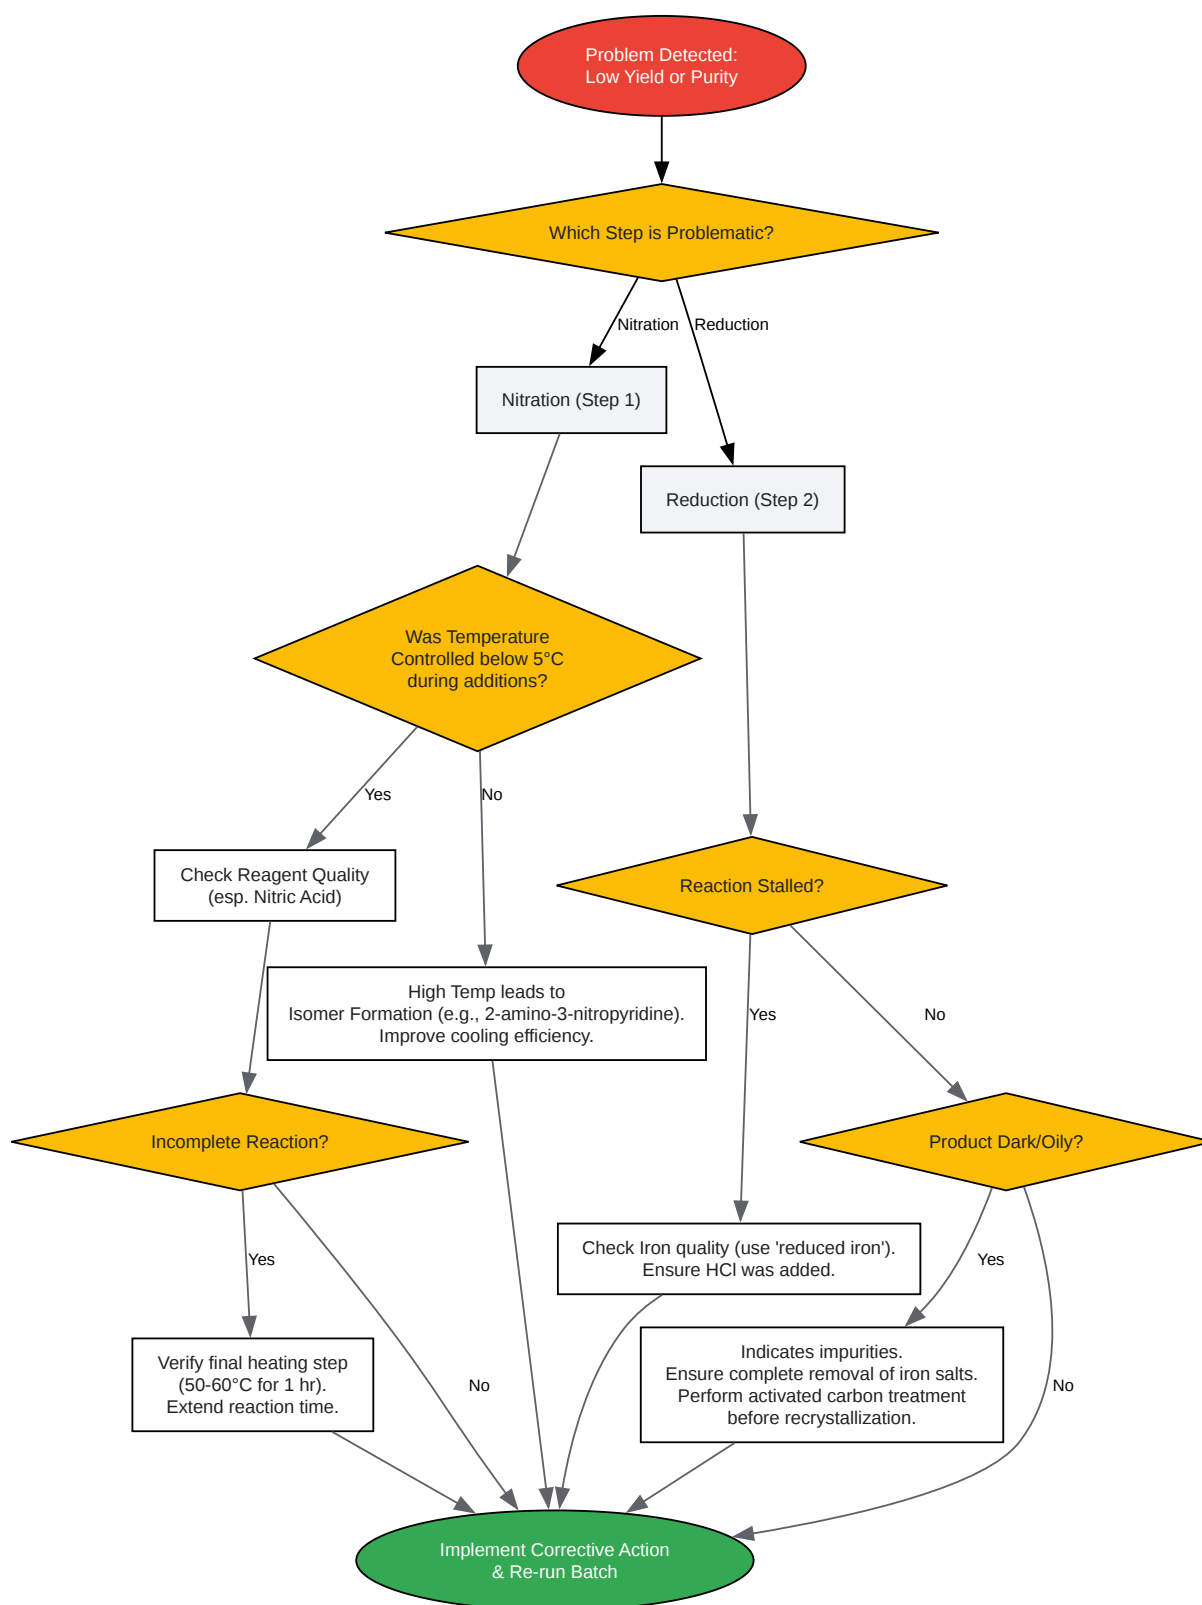 Problem Detected:
Low Yield or Purity
Which Step is Problematic?
Nitration
Reduction
Nitration (Step 1)
Reduction (Step 2)
Was Temperature
Controlled below 5°C
during additions?
Yes
No
Check Reagent Quality
(esp. Nitric Acid)
Reaction Stalled?
High Temp leads to
Isomer Formation (e.g., 2-amino-3-nitropyridine).
Improve cooling efficiency.
Yes
No
Incomplete Reaction?
Product Dark/Oily?
Yes
No
Check Iron quality (use 'reduced iron').
Ensure HCl was added.
Yes
No
Verify final heating step
(50-60°C for 1 hr).
Extend reaction time.
Indicates impurities.
Ensure complete removal of iron salts.
Perform activated carbon treatment
before recrystallization.
Implement Corrective Action
& Re-run Batch